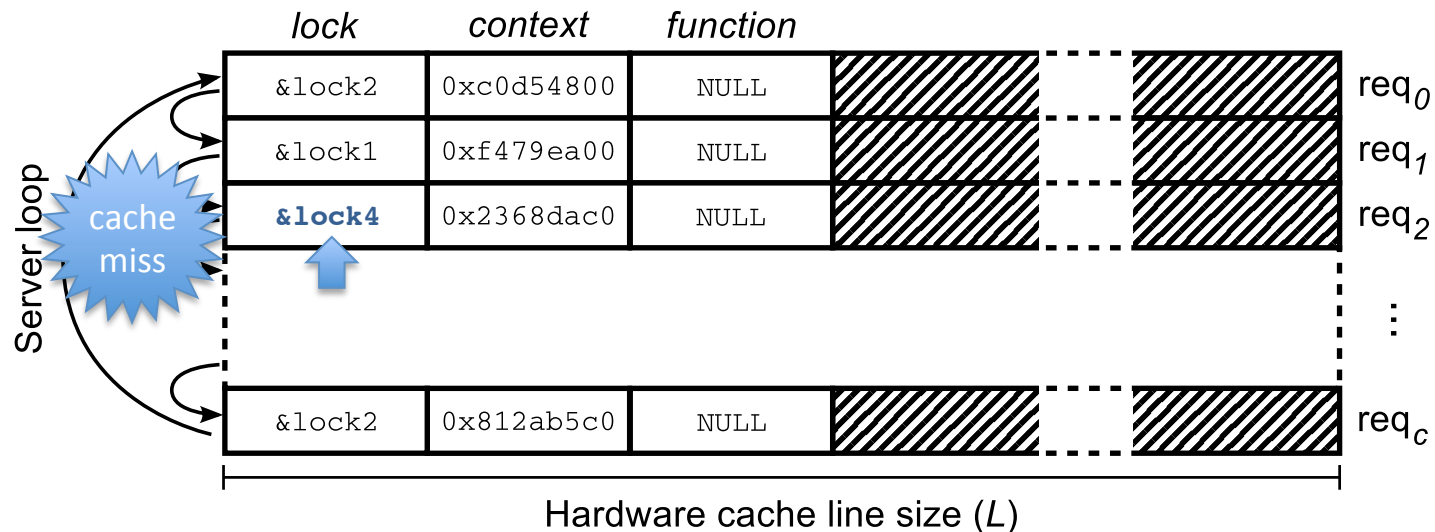 lock context function
&lock2 0xc0d54800 NULL req0
&lock1 0xf479ea00 NULL req1
&lock4 0x2368dac0 NULL req2
cache
miss
Server loop
...
&lock2 0x812ab5c0 NULL reqc
Hardware cache line size (L)